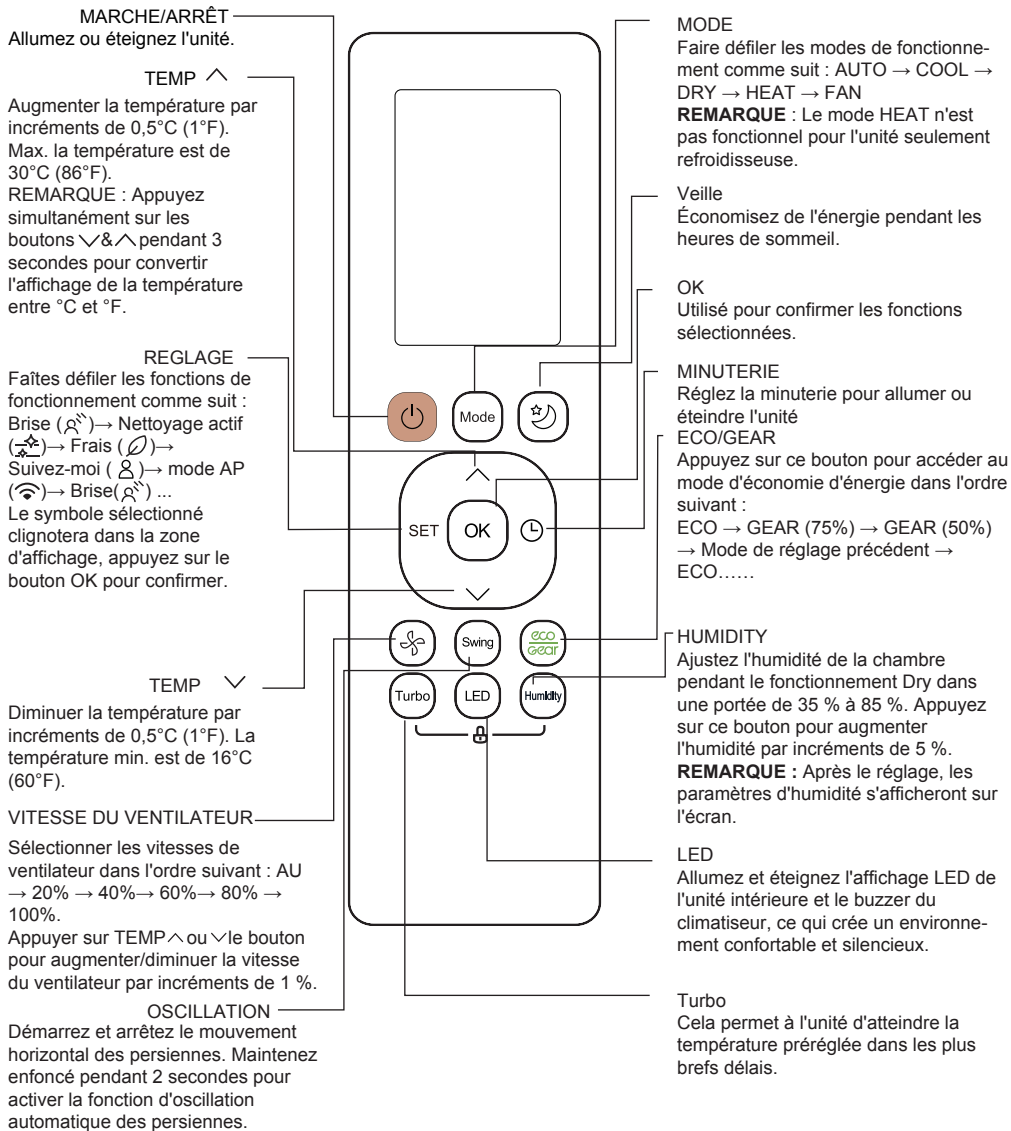 MARCHE/ARRÊT
Allumez ou éteignez l'unité.
TEMP
Augmenter la température par
incréments de 0,5°C (1°F).
Max. la température est de
30°C (86°F).
REMARQUE : Appuyez
simultanément sur les
boutons & pendant 3
secondes pour convertir
l'affichage de la température
entre °C et °F.
REGLAGE
Faîtes défiler les fonctions de
fonctionnement comme suit :
Brise ( )→ Nettoyage actif
( )→ Frais ( )→
Suivez-moi ( )→ mode AP
( )→ Brise( ) ...
Le symbole sélectionné
clignotera dans la zone
d'affichage, appuyez sur le
bouton OK pour confirmer.
TEMP
Diminuer la température par
incréments de 0,5°C (1°F). La
température min. est de 16°C
(60°F).
VITESSE DU VENTILATEUR
Sélectionner les vitesses de
ventilateur dans l'ordre suivant : AU
→ 20% → 40%→ 60%→ 80% →
100%.
Appuyer sur TEMP ou le bouton
pour augmenter/diminuer la vitesse
du ventilateur par incréments de 1 %.
OSCILLATION
Démarrez et arrêtez le mouvement
horizontal des persiennes. Maintenez
enfoncé pendant 2 secondes pour
activer la fonction d'oscillation
automatique des persiennes.
Mode
SET
OK
Swing
eco
Gear
Turbo
LED
Humidity
MODE
Faire défiler les modes de fonctionne-
ment comme suit : AUTO → COOL →
DRY → HEAT → FAN
REMARQUE : Le mode HEAT n'est
pas fonctionnel pour l'unité seulement
refroidisseuse.
Veille
Économisez de l'énergie pendant les
heures de sommeil.
OK
Utilisé pour confirmer les fonctions
sélectionnées.
MINUTERIE
Réglez la minuterie pour allumer ou
éteindre l'unité
ECO/GEAR
Appuyez sur ce bouton pour accéder au
mode d'économie d'énergie dans l'ordre
suivant :
ECO → GEAR (75%) → GEAR (50%)
→ Mode de réglage précédent →
ECO……
HUMIDITY
Ajustez l'humidité de la chambre
pendant le fonctionnement Dry dans
une portée de 35 % à 85 %. Appuyez
sur ce bouton pour augmenter
l'humidité par incréments de 5 %.
REMARQUE : Après le réglage, les
paramètres d'humidité s'afficheront sur
l'écran.
LED
Allumez et éteignez l'affichage LED de
l'unité intérieure et le buzzer du
climatiseur, ce qui crée un environne-
ment confortable et silencieux.
Turbo
Cela permet à l'unité d'atteindre la
température préréglée dans les plus
brefs délais.